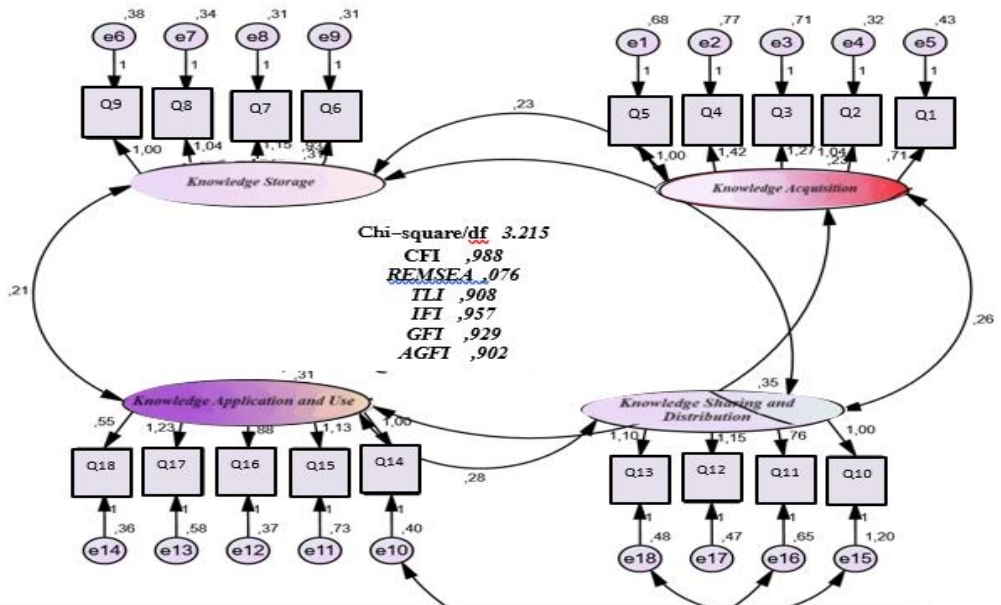 ,38 ,34 ,31 ,31
e6 e7 e8 e9
1 1 1 1
Q9 Q8 Q7 Q6
1,00 1,04 1,15 ,93
,31
Knowledge Storage
,68 ,77 ,71 ,32 ,43
e1 e2 e3 e4 e5
1 1 1 1 1
Q5 Q4 Q3 Q2 Q1
1,00 1,42 1,27 1,04 ,71
,23
Knowledge Acquisition
,23
,21
,26
Chi-square/df 3.215
CFI ,988
REMSEA ,076
TLI ,908
IFI ,957
GFI ,929
AGFI ,902
,31
Knowledge Application and Use
,55 1,23 ,88 1,13 1,00
Q18 Q17 Q16 Q15 Q14
1 1 1 1 1
,36 ,58 ,37 ,73 ,40
e14 e13 e12 e11 e10
,28
,35
Knowledge Sharing and
Distribution
1,10 1,15 ,76 1,00
Q13 Q12 Q11 Q10
1 1 1 1
,48 ,47 ,65 1,20
e18 e17 e16 e15